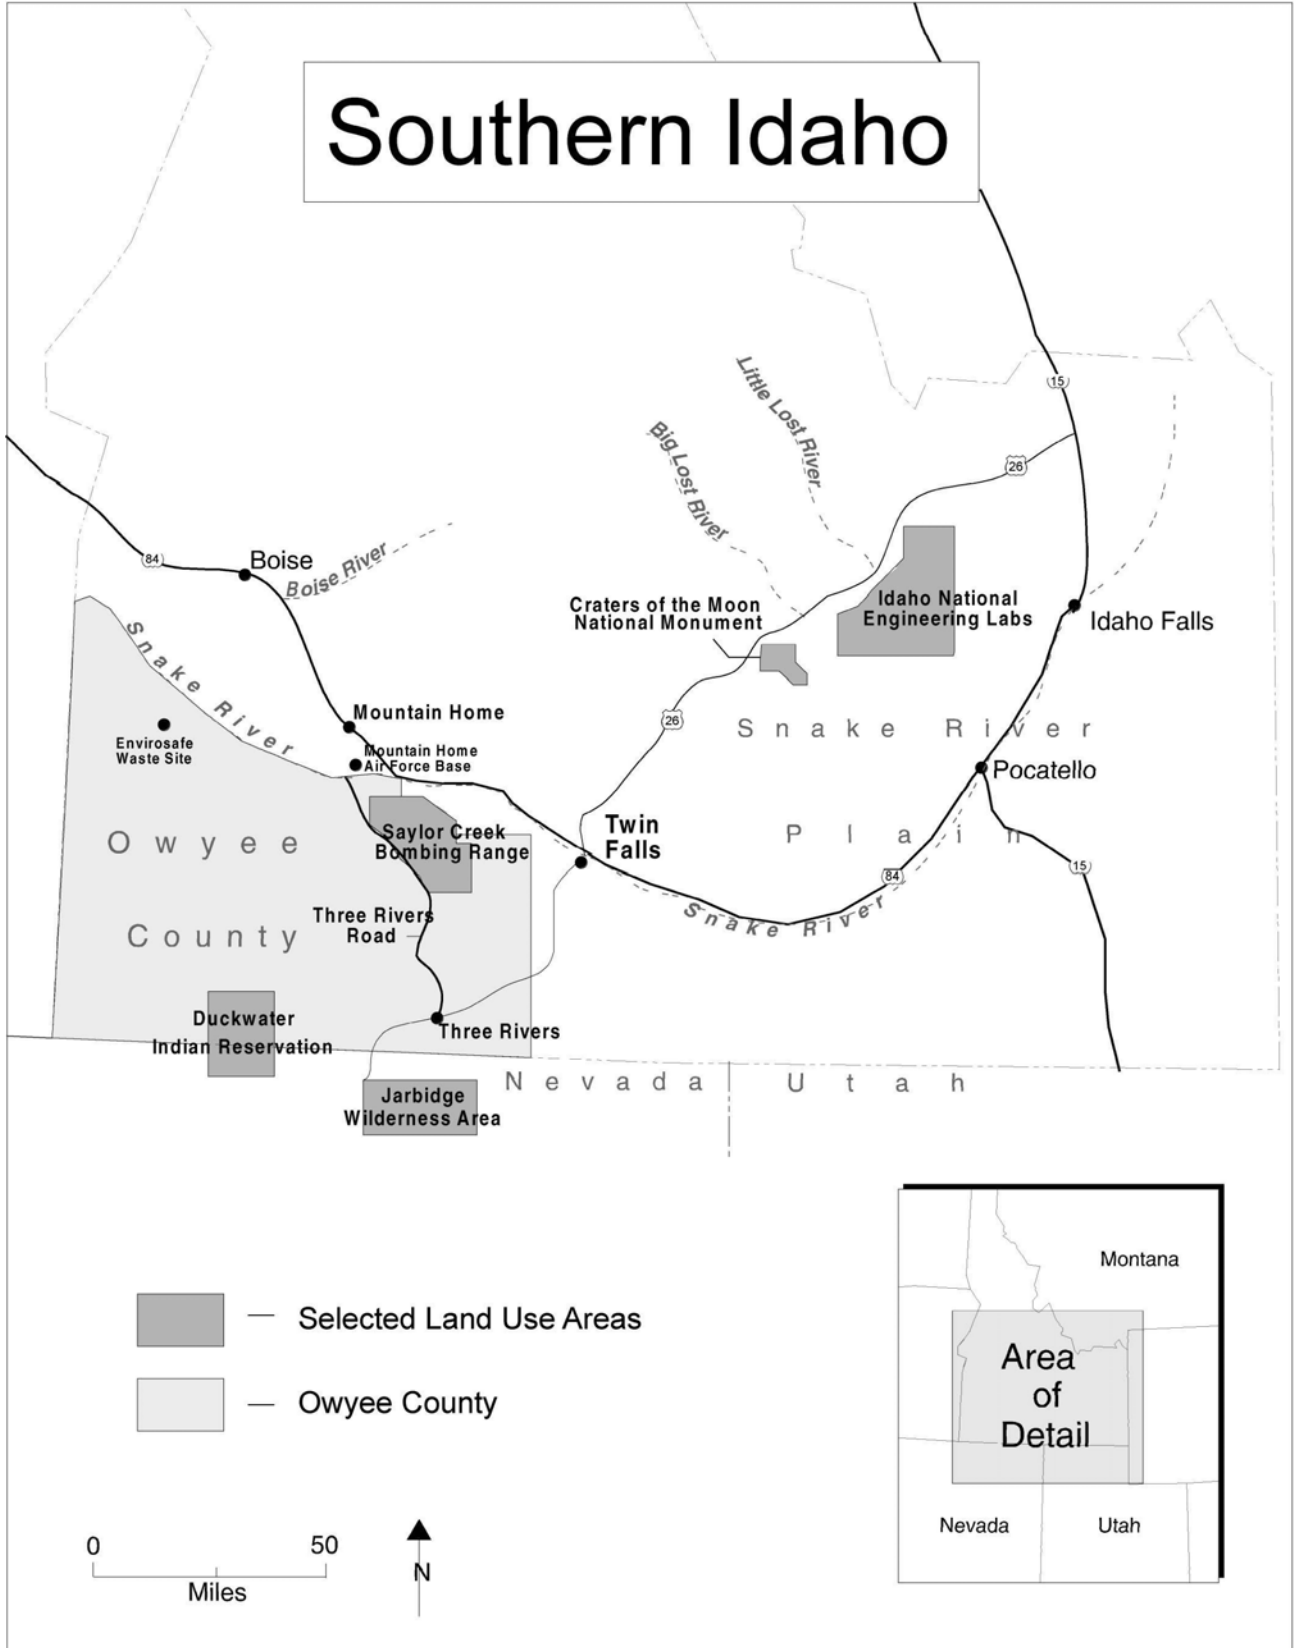 Southern Idaho
15
26
Little Lost River
Big Lost River
84
Boise
Boise River
Craters of the Moon
National Monument
Idaho National
Engineering Labs
Idaho Falls
Snake River
Mountain Home
Envirosafe
Waste Site
Mountain Home
Air Force Base
26
Snake River
Pocatello
Plain
Owyee
County
Saylor Creek
Bombing Range
Twin
Falls
84
15
Snake River
Three Rivers
Road
Duckwater
Indian Reservation
Three Rivers
Nevada
Utah
Jarbidge
Wilderness Area
Selected Land Use Areas
Owyee County
Montana
Area
of
Detail
Nevada
Utah
0
50
Miles
N